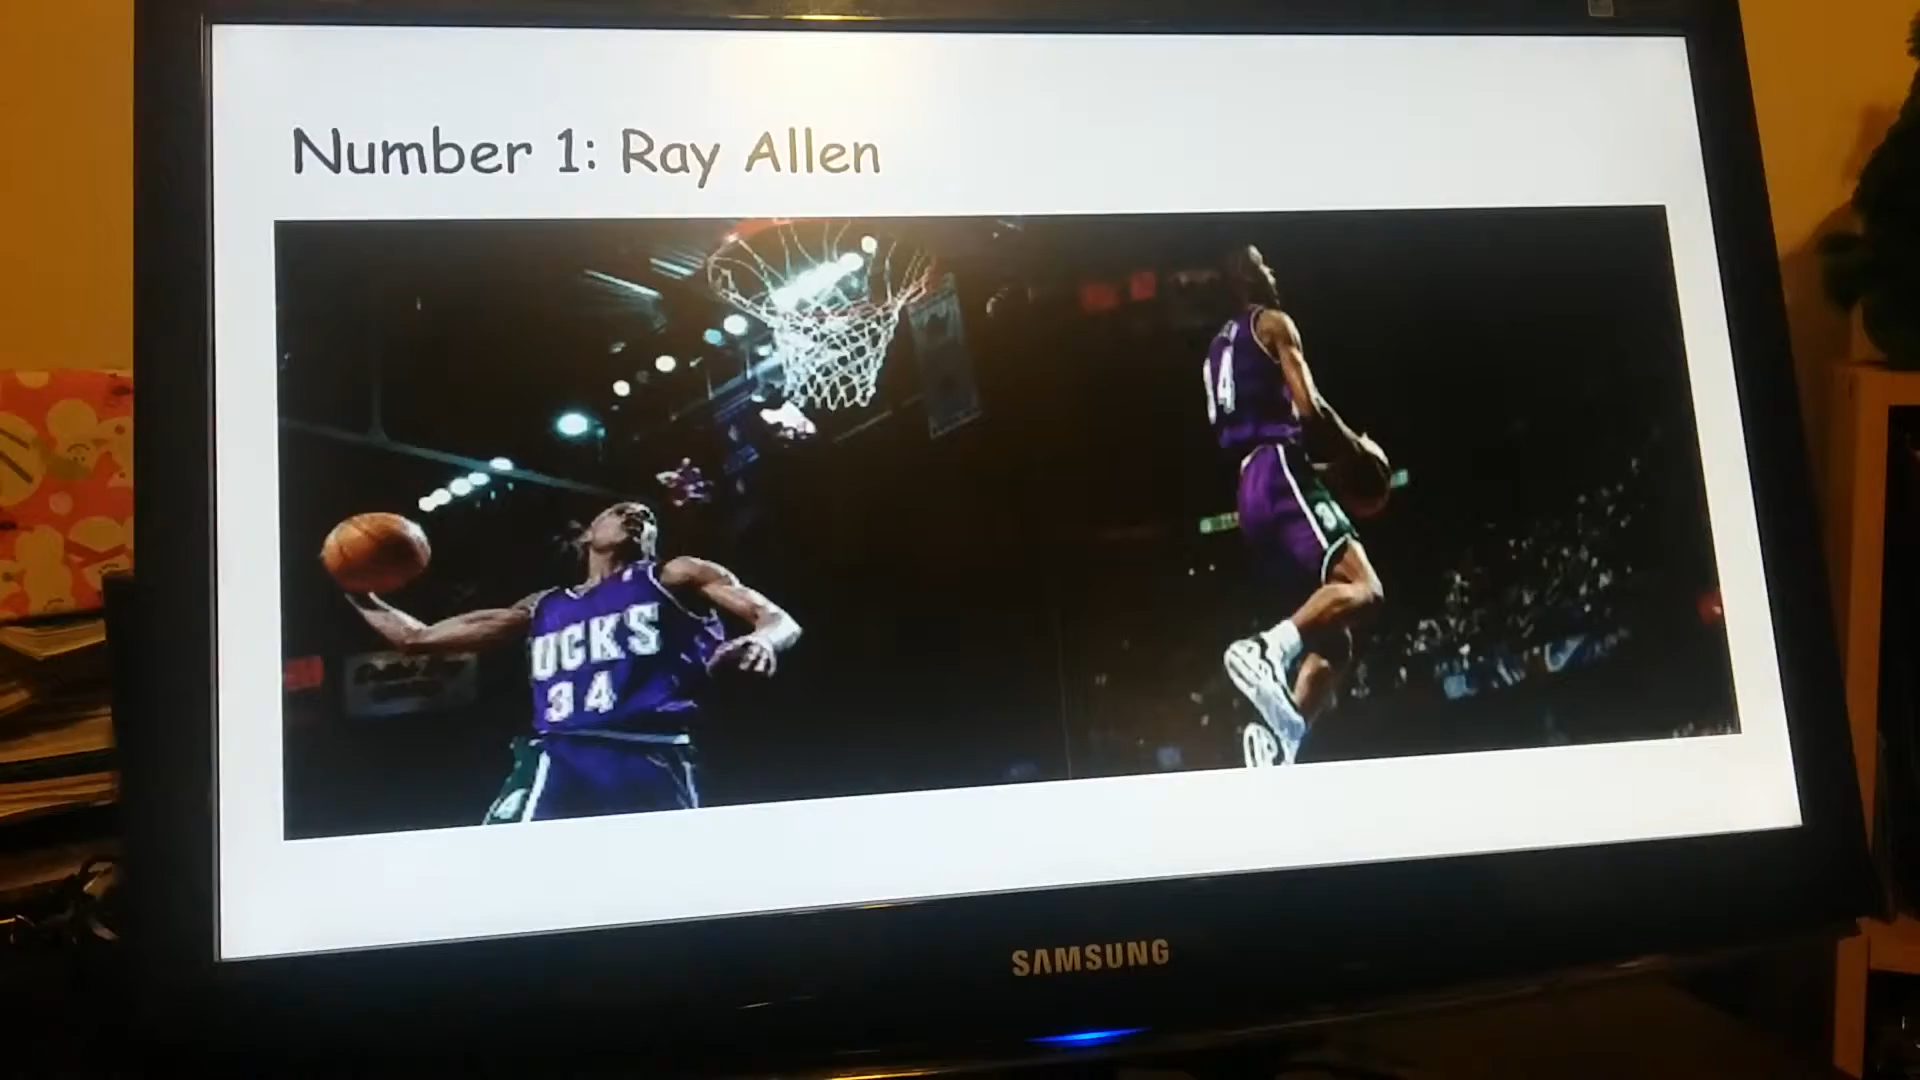 Number 1: Ray Allen
UCKS
34
34
SAMSUNG